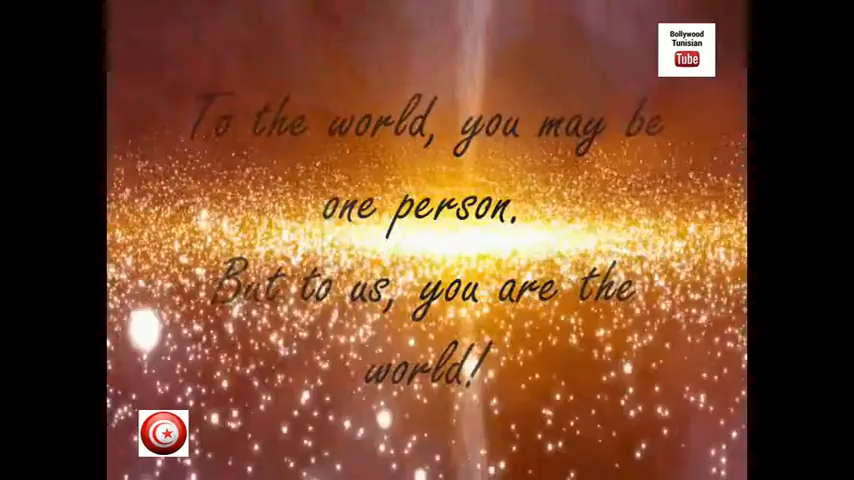 Bollywood
Tunisian
Tube
To the world, you may be
one person.
But to us, you are the
world!